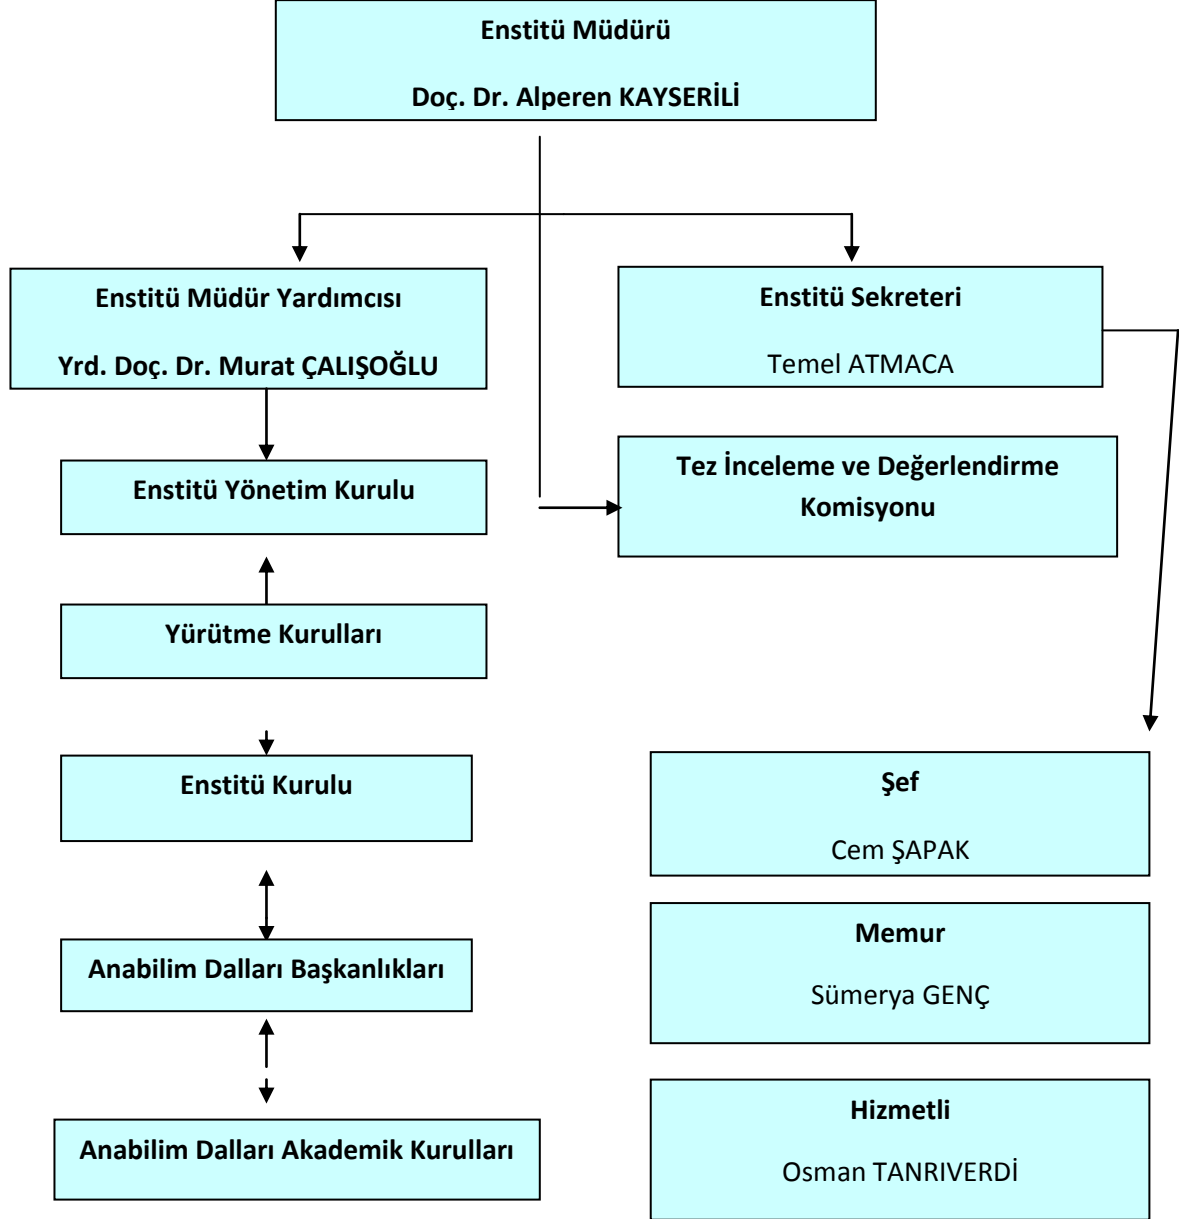 Enstitü Müdürü
Doç. Dr. Alperen KAYSERİLİ
Enstitü Müdür Yardımcısı
Yrd. Doç. Dr. Murat ÇALIŞOĞLU
Enstitü Sekreteri
Temel ATMACA
Enstitü Yönetim Kurulu
Tez İnceleme ve Değerlendirme
Komisyonu
Yürütme Kurulları
Enstitü Kurulu
Şef
Cem ŞAPAK
Anabilim Dalları Başkanlıkları
Memur
Sümerya GENÇ
Anabilim Dalları Akademik Kurulları
Hizmetli
Osman TANRIVERDİ